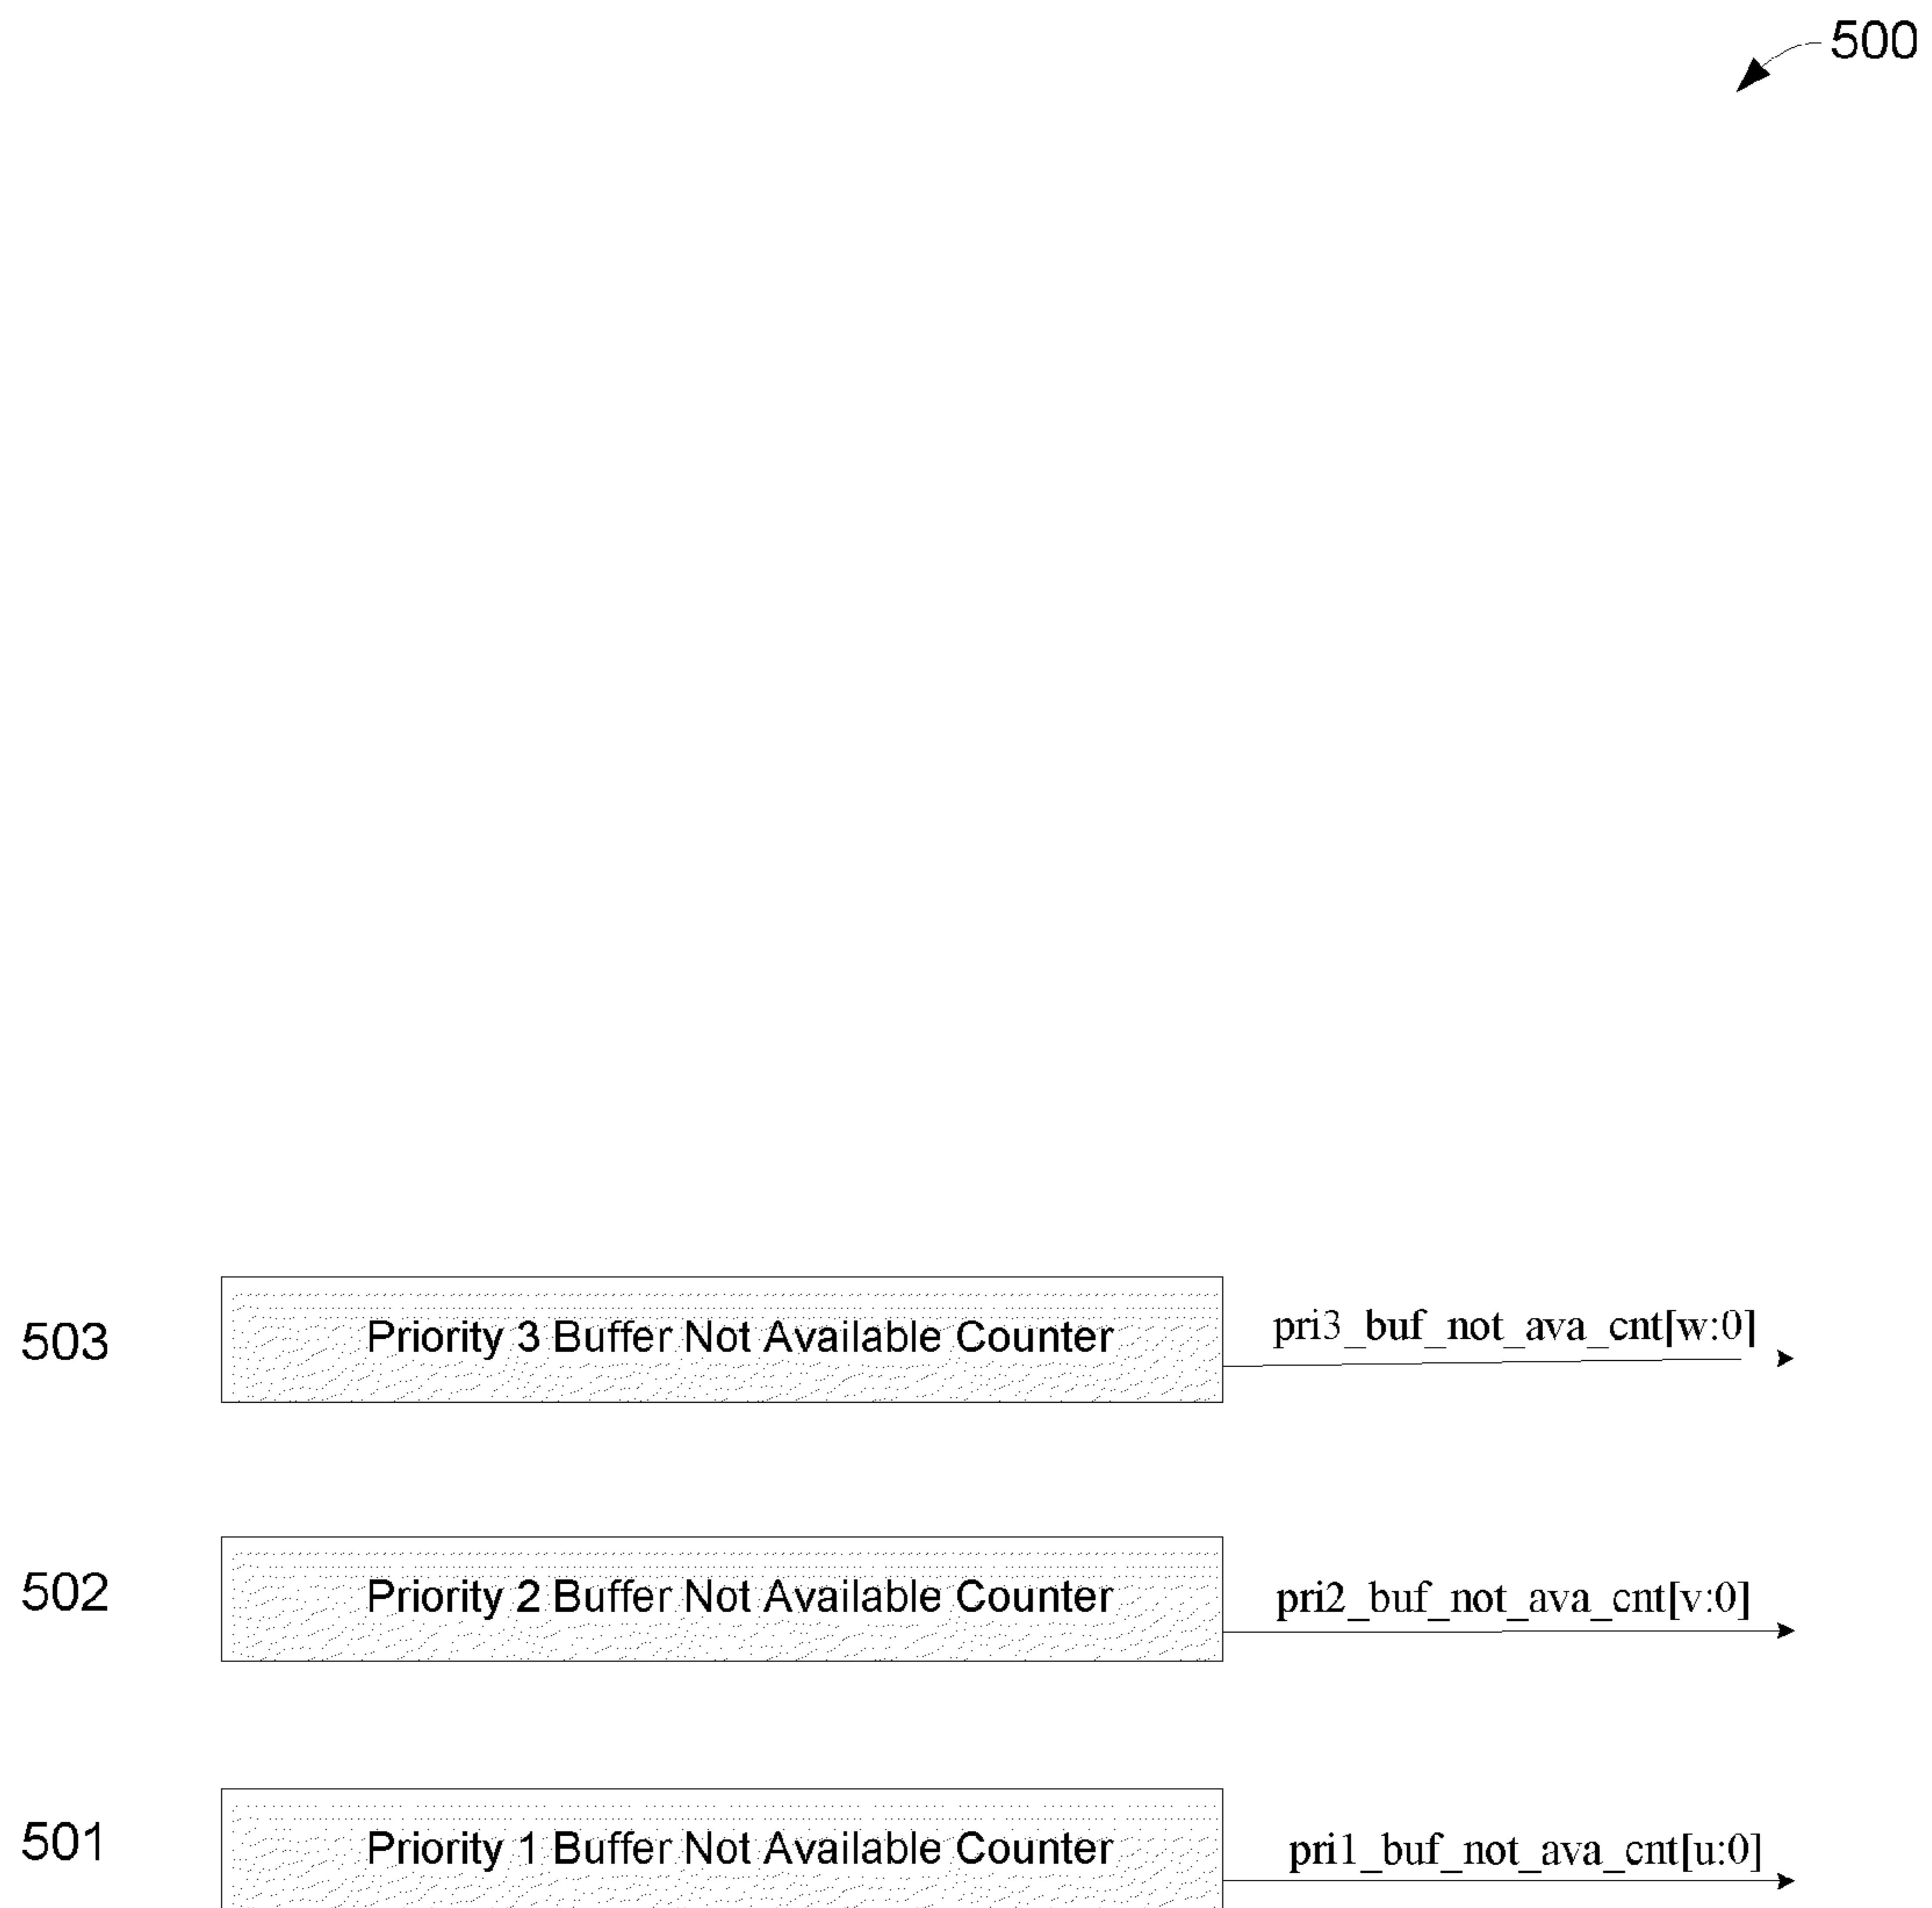 500
503
Priority 3 Buffer Not Available Counter
pri3_buf_not_ava_cnt[w:0]
502
Priority 2 Buffer Not Available Counter
pri2_buf_not_ava_cnt[v:0]
501
Priority 1 Buffer Not Available Counter
pri1_buf_not_ava_cnt[u:0]